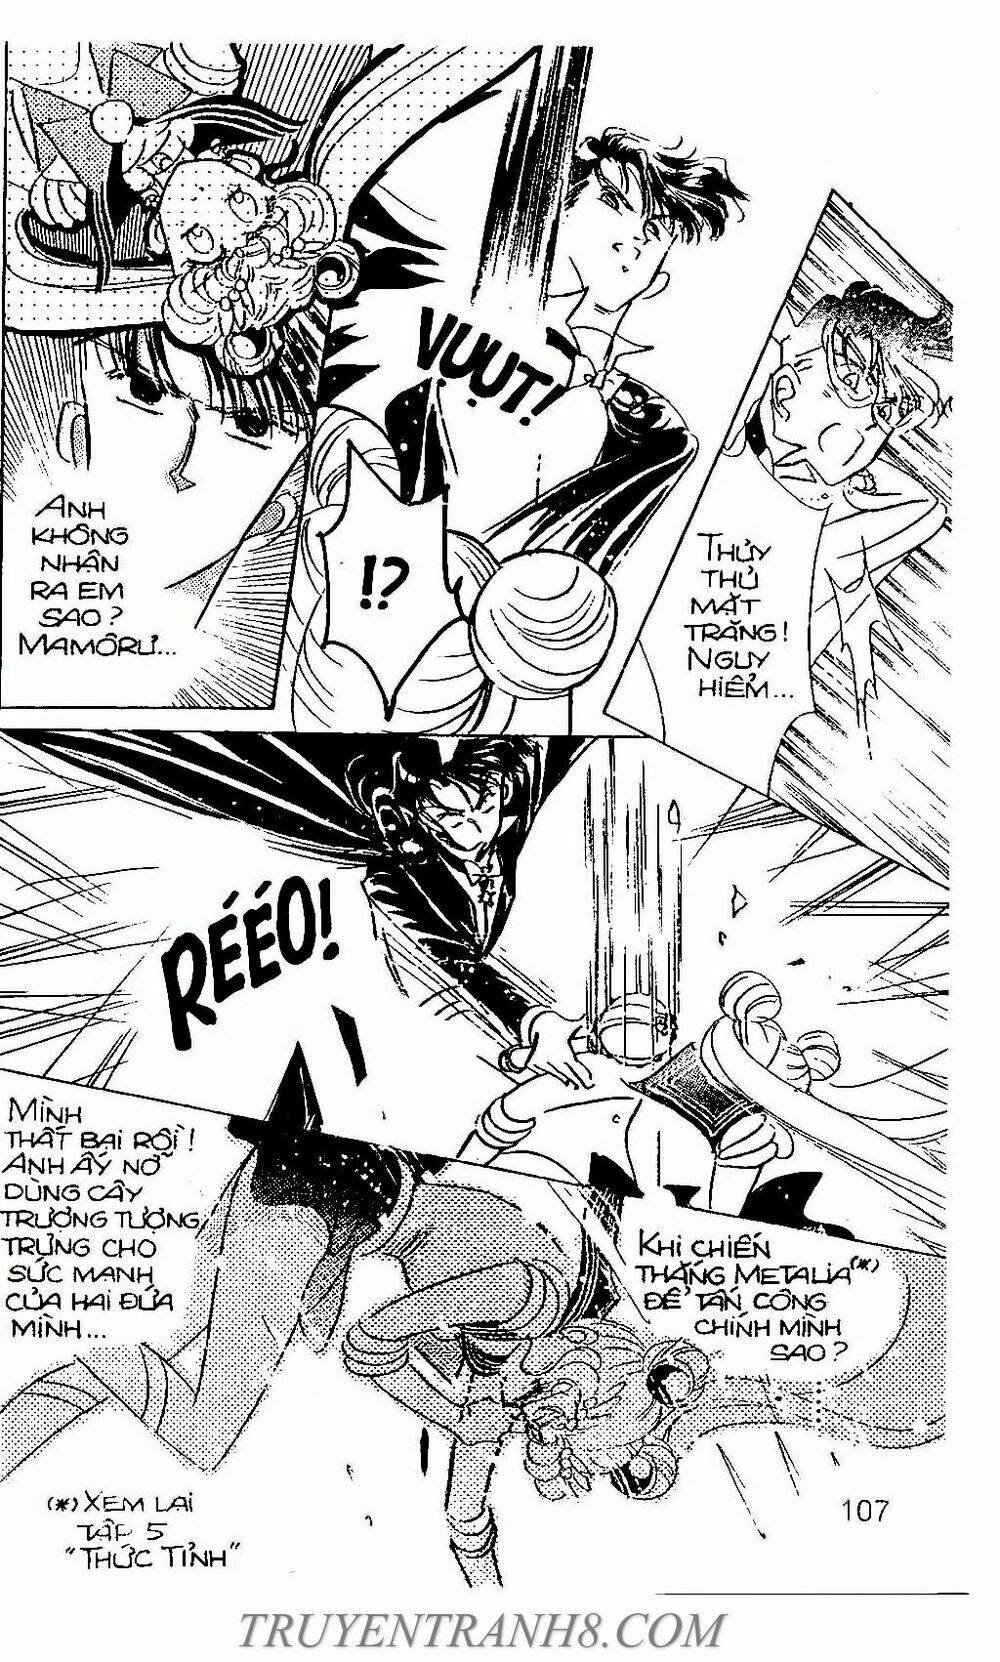 THỦY
THỦ
MẶT
TRĂNG!
NGUY
HIỂM...
VỤỤT!
!?
ANH
KHÔNG
NHẬN
RA EM
SAO?
MAMÔRƯ...
RÉÉO!
KHI CHIẾN
THẮNG METALIA(*)
ĐỂ TẤN CÔNG
CHÍNH MÌNH
SAO?
MÌNH
THẤT BẠI RỒI!
ANH ẤY NỠ
DÙNG CÂY
TRƯỢNG TƯỢNG
TRƯNG CHO
SỨC MẠNH
CỦA HAI ĐỨA
MÌNH...
(*) XEM LẠI
TẬP 5
"THỨC TỈNH"
107
TRUYENTRANH8.COM